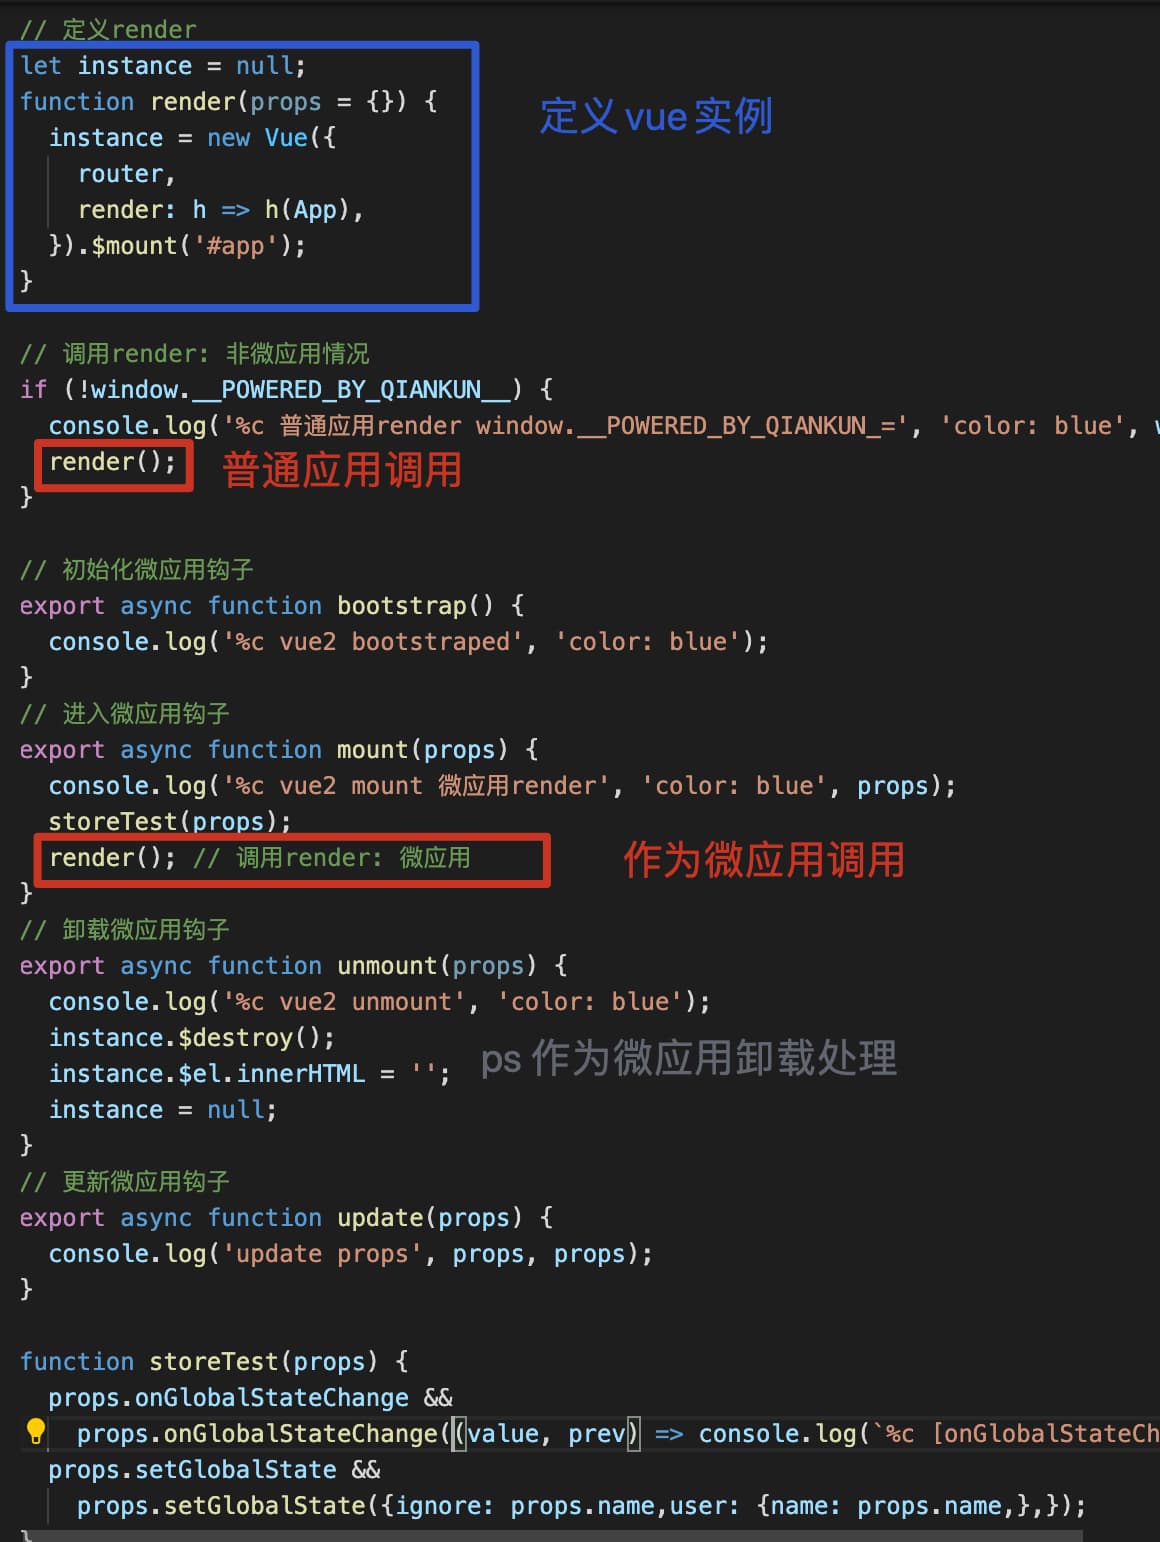 // 定义render
let instance = null;
function render(props = {}) {
定义 vue 实例
  instance = new Vue({
    router,
    render: h => h(App),
  }).$mount('#app');
}
// 调用render: 非微应用情况
if (!window.__POWERED_BY_QIANKUN__) {
  console.log('%c 普通应用render window.__POWERED_BY_QIANKUN_=', 'color: blue',
  render();
普通应用调用
}
// 初始化微应用钩子
export async function bootstrap() {
  console.log('%c vue2 bootstraped', 'color: blue');
}
// 进入微应用钩子
export async function mount(props) {
  console.log('%c vue2 mount 微应用render', 'color: blue', props);
  storeTest(props);
  render(); // 调用render: 微应用
作为微应用调用
}
// 卸载微应用钩子
export async function unmount(props) {
  console.log('%c vue2 unmount', 'color: blue');
  instance.$destroy();
ps 作为微应用卸载处理
  instance.$el.innerHTML = '';
  instance = null;
}
// 更新微应用钩子
export async function update(props) {
  console.log('update props', props, props);
}
function storeTest(props) {
  props.onGlobalStateChange &&
    props.onGlobalStateChange((value, prev) => console.log(`%c [onGlobalStateCh
  props.setGlobalState &&
    props.setGlobalState({ignore: props.name,user: {name: props.name,},});
}